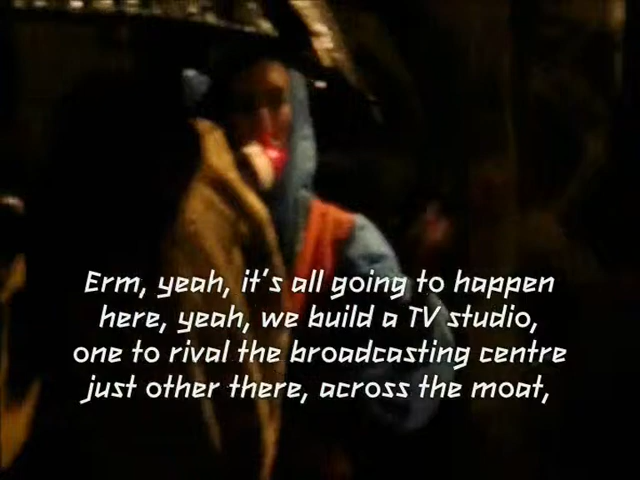 Erm, yeah, it's all going to happen
here, yeah, we build a TV studio,
one to rival the broadcasting centre
just other there, across the moat,